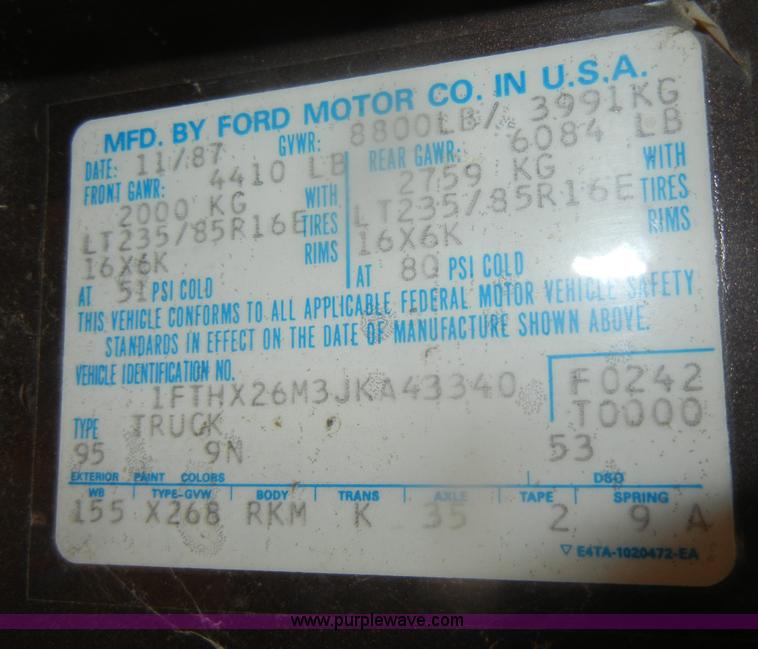 MFD. BY FORD MOTOR CO. IN U.S.A.
DATE: 11/87 GVWR: 8800LB/ 3991KG
FRONT GAWR: 4410 LB REAR GAWR: 6084 LB
2000 KG WITH 2759 KG WITH
LT235/85R16E TIRES LT235/85R16E TIRES
16X6K RIMS 16X6K RIMS
AT 51 PSI COLD AT 80 PSI COLD
THIS VEHICLE CONFORMS TO ALL APPLICABLE FEDERAL MOTOR VEHICLE SAFETY
STANDARDS IN EFFECT ON THE DATE OF MANUFACTURE SHOWN ABOVE.
VEHICLE IDENTIFICATION NO.
1FTHX26M3JKA43340 F0242
TYPE TRUCK T0000
95 9N 53
EXTERIOR PAINT COLORS DSO
WB TYPE-GVW BODY TRANS AXLE TAPE SPRING
155 X268 RKM K 35 2 9 A
▽ E4TA-1020472-EA
www.purplewave.com